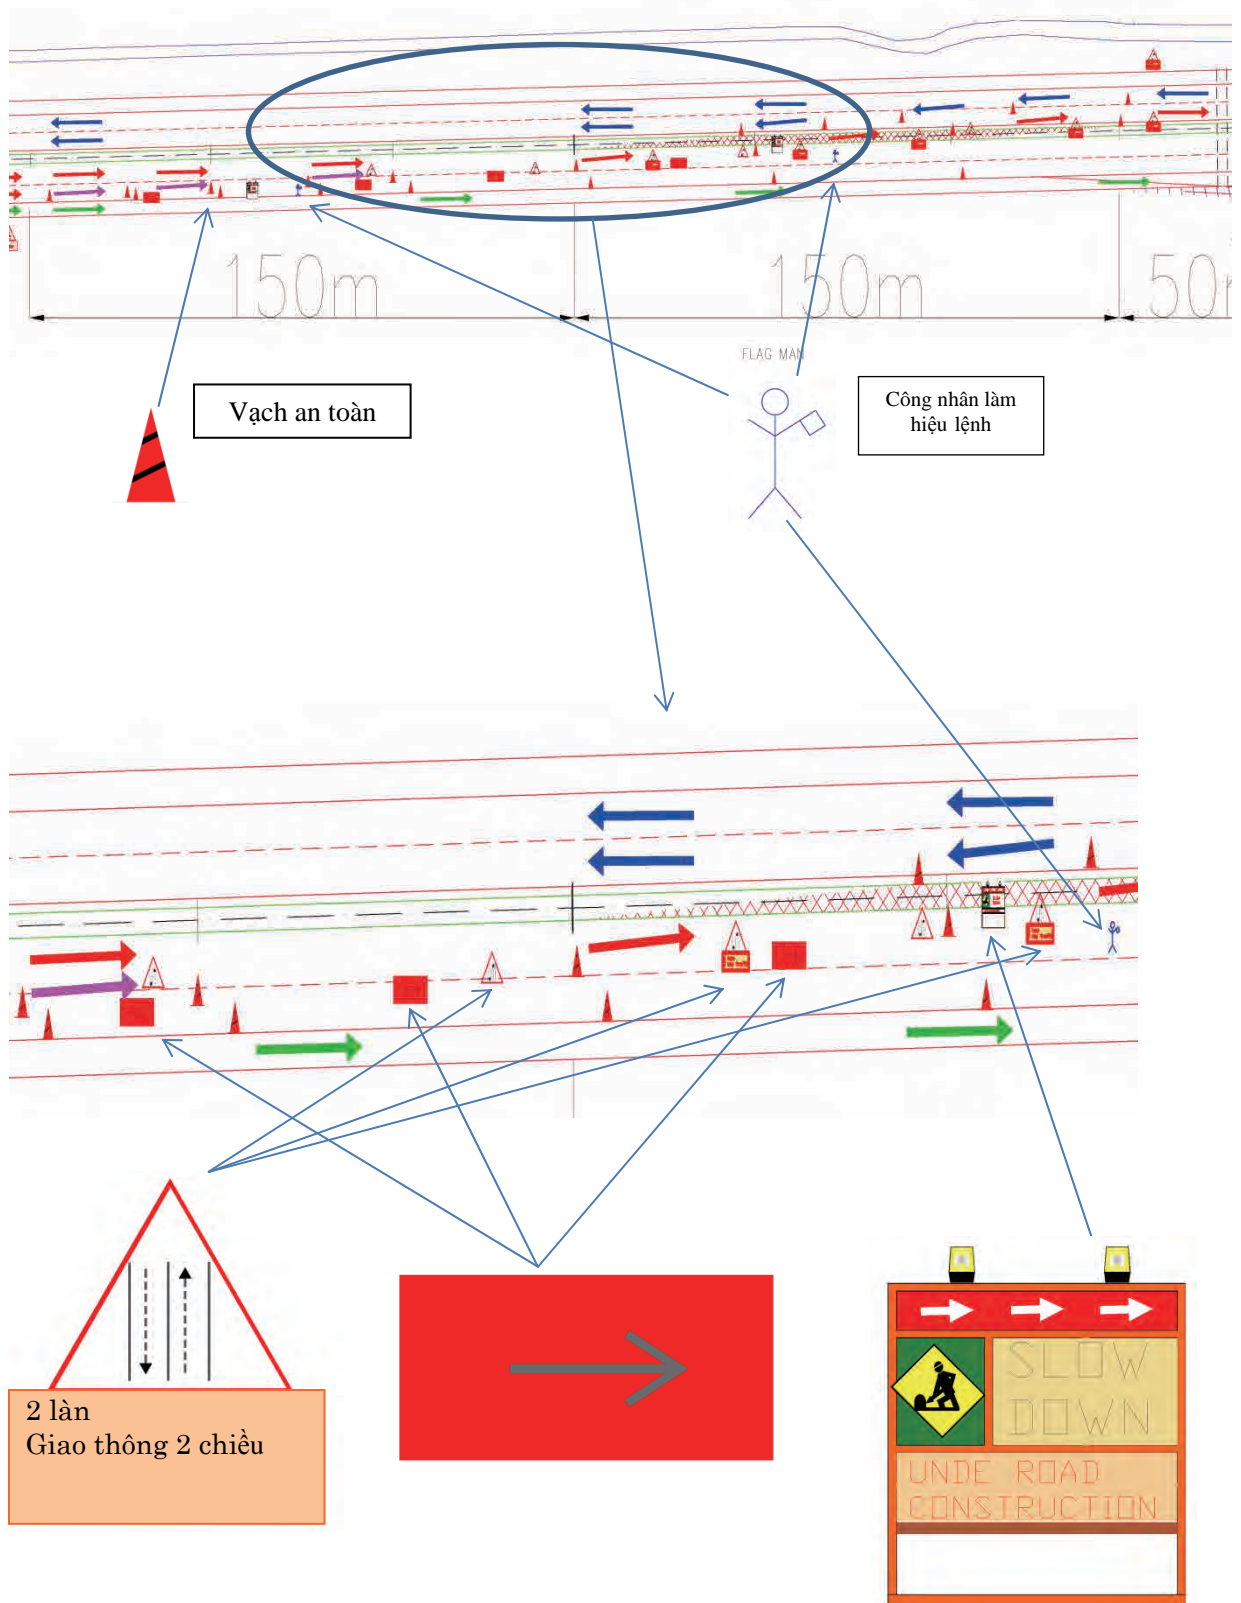 150m
150m
50m
FLAG MAN
Vạch an toàn
Công nhân làm
hiệu lệnh
2 làn
Giao thông 2 chiều
SLOW
DOWN
UNDE ROAD
CONSTRUCTION